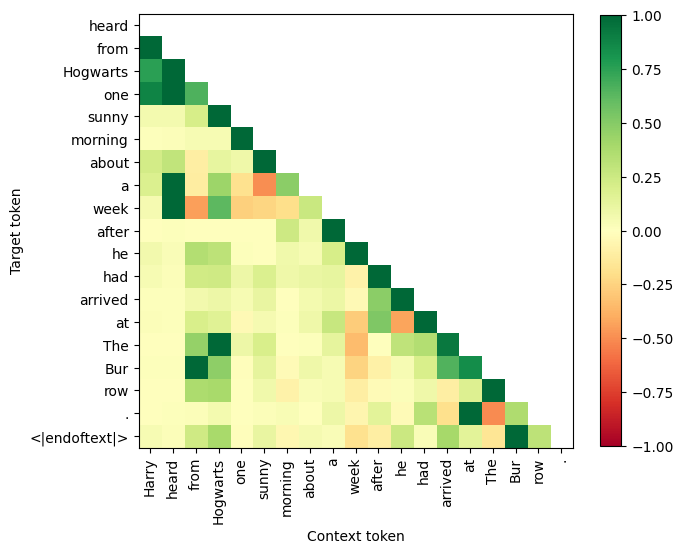 heard
from
Hogwarts
one
sunny
morning
about
a
week
after
he
had
arrived
at
The
Bur
row
.
<|endoftext|>
Target token
Harry
heard
from
Hogwarts
one
sunny
morning
about
a
week
after
he
had
arrived
at
The
Bur
row
.
Context token
1.00
0.75
0.50
0.25
0.00
−0.25
−0.50
−0.75
−1.00